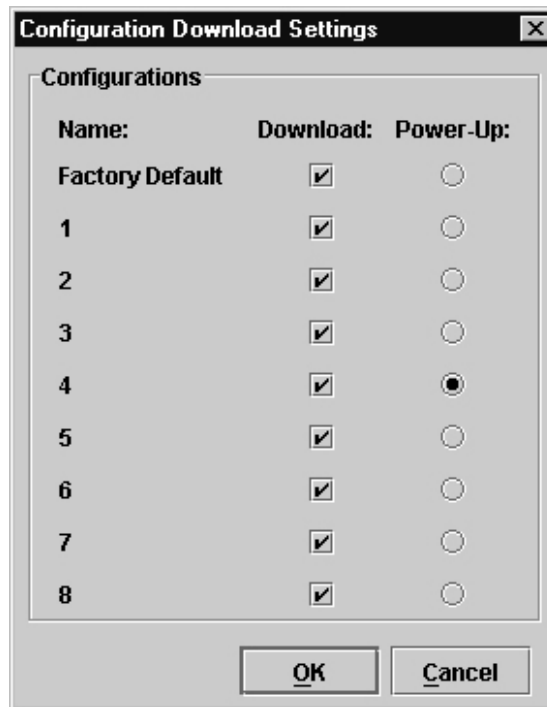 Configuration Download Settings
Configurations
Name: Download: Power-Up:
Factory Default
1
2
3
4
5
6
7
8
OK Cancel